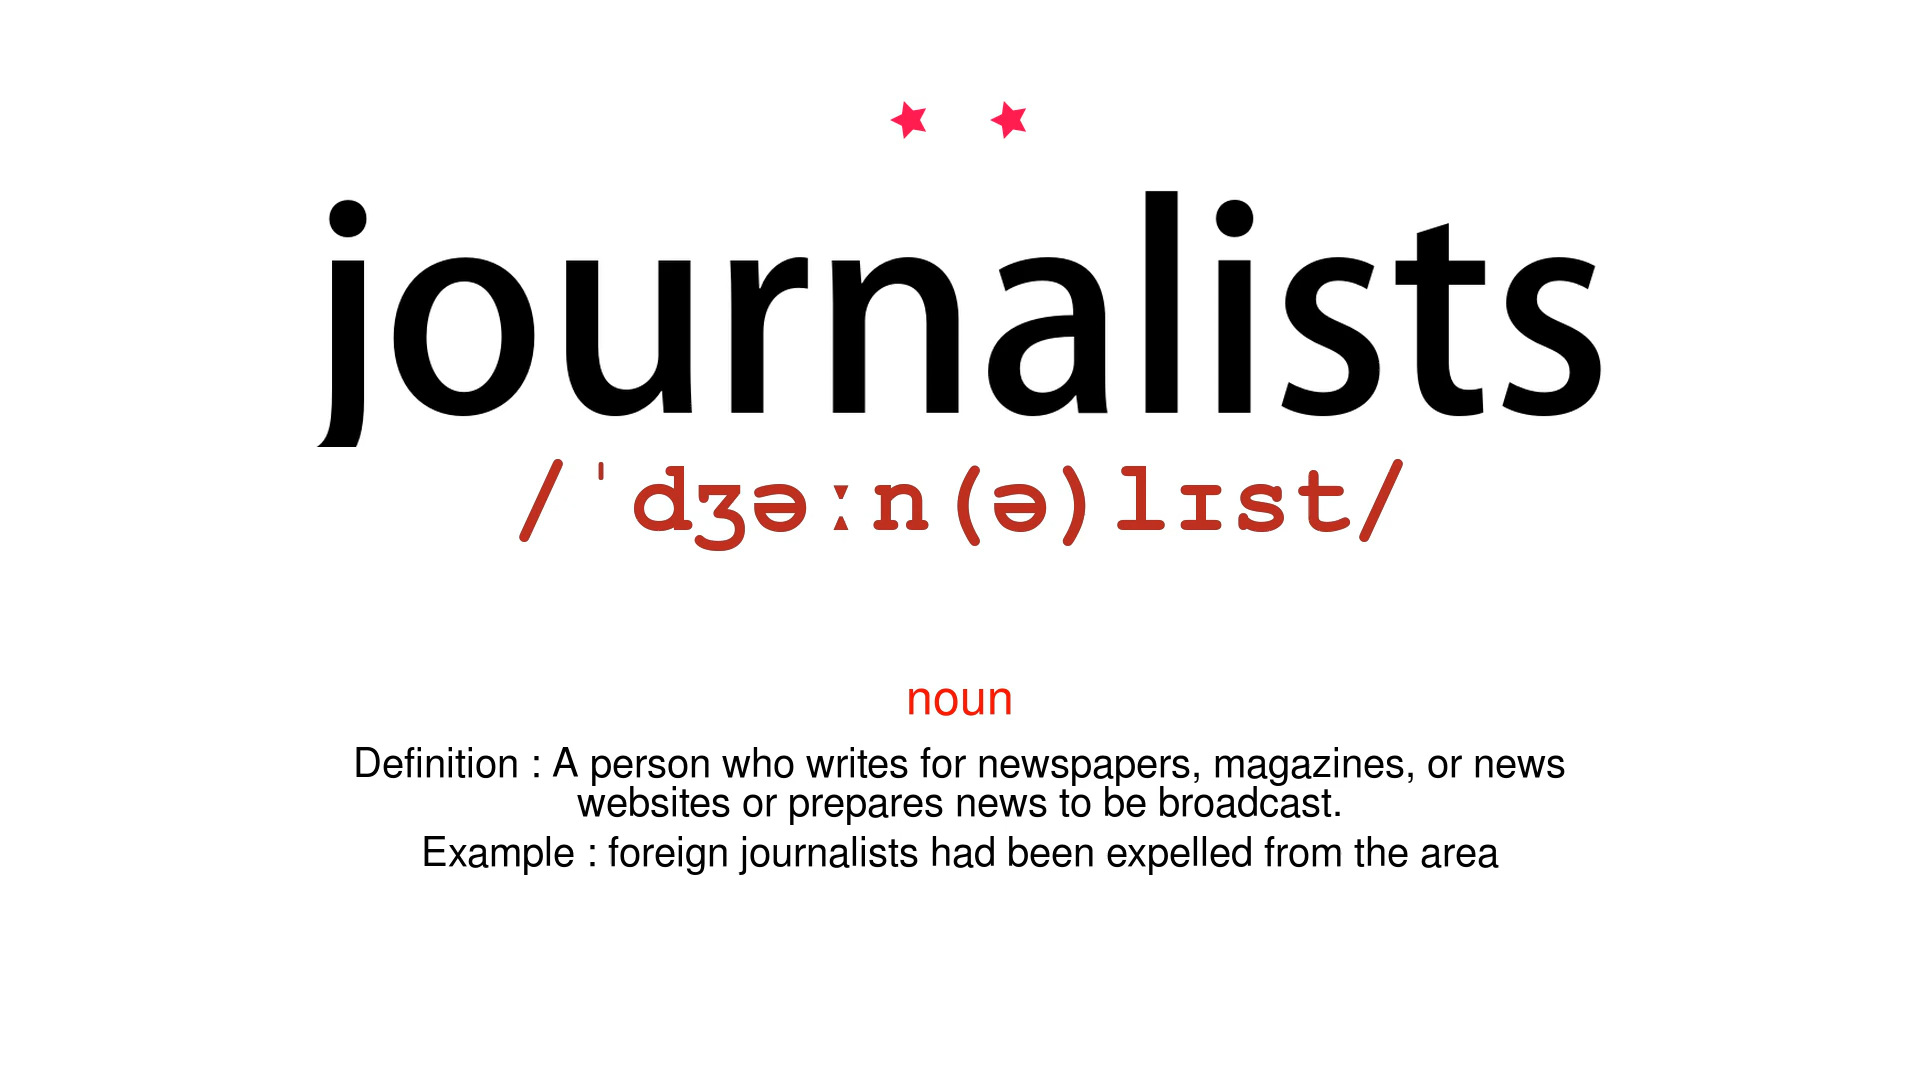 journalists
/ˈdʒəːn(ə)lɪst/
noun
Definition : A person who writes for newspapers, magazines, or news
websites or prepares news to be broadcast.
Example : foreign journalists had been expelled from the area